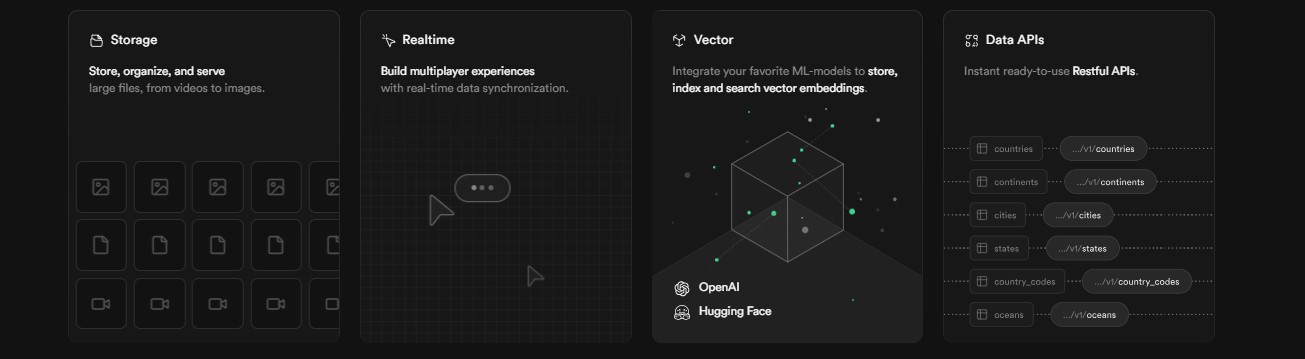 Storage
Store, organize, and serve
large files, from videos to images.
Realtime
Build multiplayer experiences
with real-time data synchronization.
Vector
Integrate your favorite ML-models to store,
index and search vector embeddings.
OpenAI
Hugging Face
Data APIs
Instant ready-to-use Restful APIs.
countries .../v1/countries
continents .../v1/continents
cities .../v1/cities
states .../v1/states
country_codes .../v1/country_codes
oceans .../v1/oceans